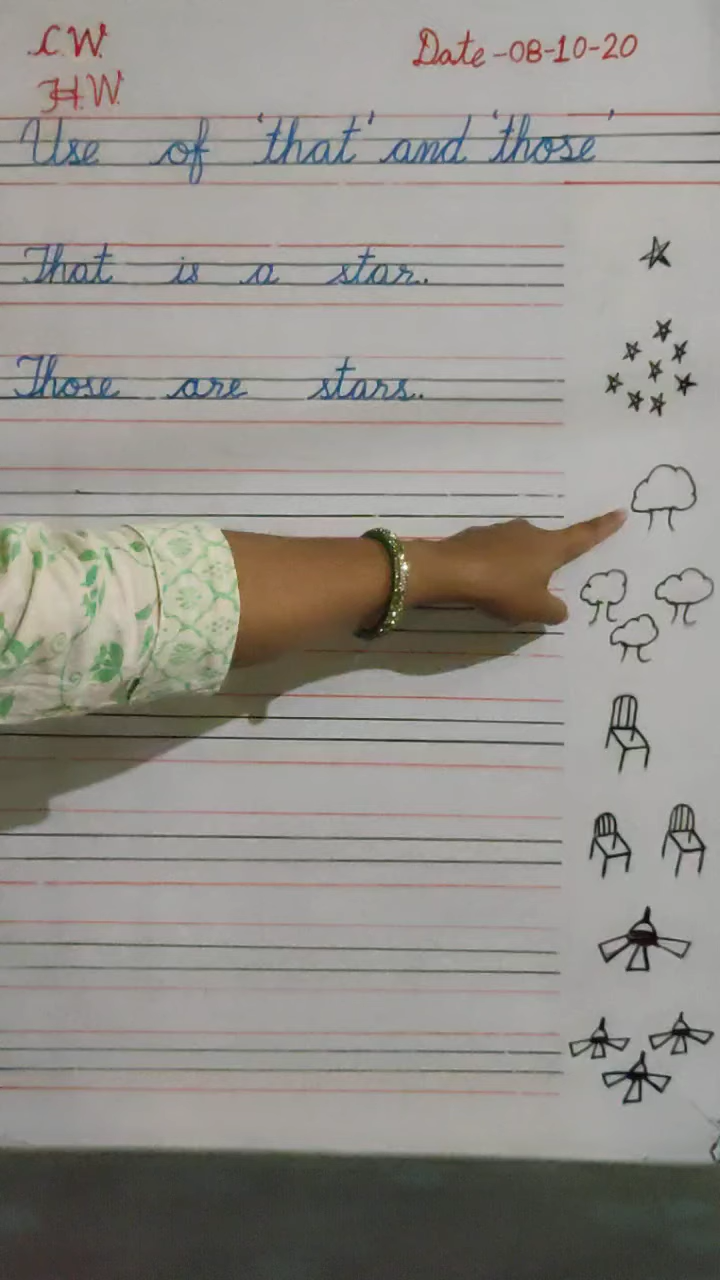 C.W.
H.W.
Date-08-10-20
Use of 'that' and 'those'
That is a star.
Those are stars.